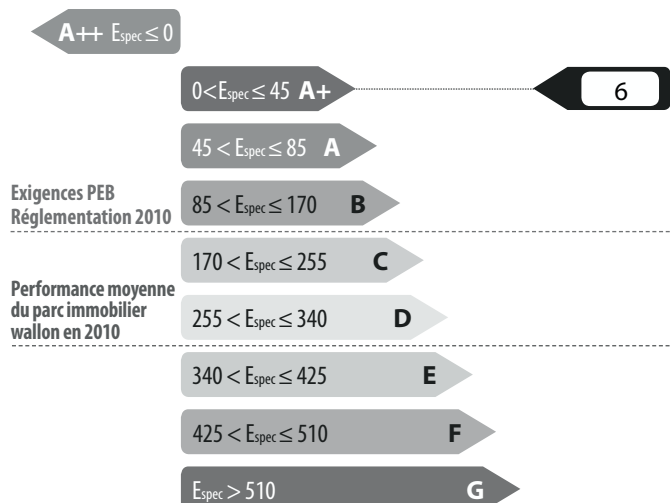 A++ Espec ≤ 0
0 < Espec ≤ 45 A+
6
45 < Espec ≤ 85 A
Exigences PEB
Réglementation 2010
85 < Espec ≤ 170 B
170 < Espec ≤ 255 C
Performance moyenne
du parc immobilier
wallon en 2010
255 < Espec ≤ 340 D
340 < Espec ≤ 425 E
425 < Espec ≤ 510 F
Espec > 510 G